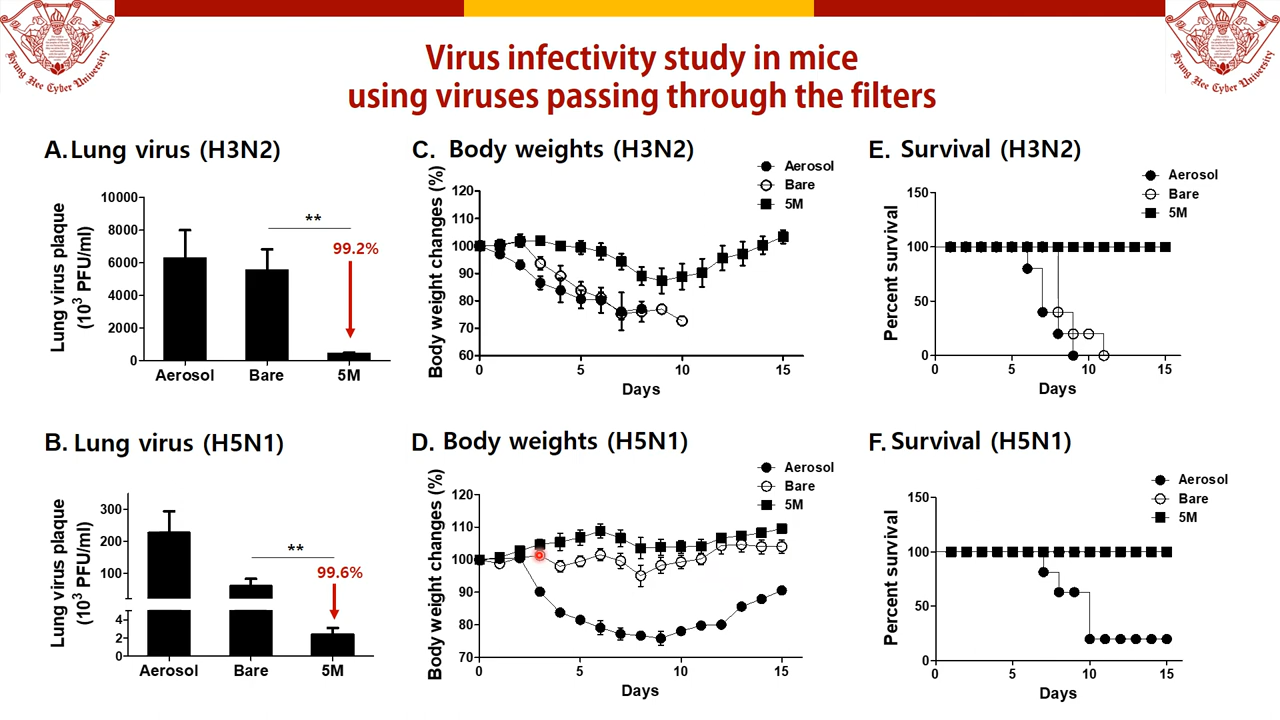 Kyung Hee Cyber University
Kyung Hee Cyber University
Virus infectivity study in mice
using viruses passing through the filters
A. Lung virus (H3N2)
Lung virus plaque
(10³ PFU/ml)
10000
8000
6000
4000
2000
0
**
99.2%
Aerosol
Bare
5M
C. Body weights (H3N2)
Aerosol
Bare
5M
Body weight changes (%)
120
110
100
90
80
70
60
0
5
10
15
Days
E. Survival (H3N2)
Aerosol
Bare
5M
Percent survival
150
100
50
0
0
5
10
15
Days
B. Lung virus (H5N1)
Lung virus plaque
(10³ PFU/ml)
300
200
100
4
2
0
**
99.6%
Aerosol
Bare
5M
D. Body weights (H5N1)
Aerosol
Bare
5M
Body weight changes (%)
120
110
100
90
80
70
0
5
10
15
Days
F. Survival (H5N1)
Aerosol
Bare
5M
Percent survival
150
100
50
0
0
5
10
15
Days